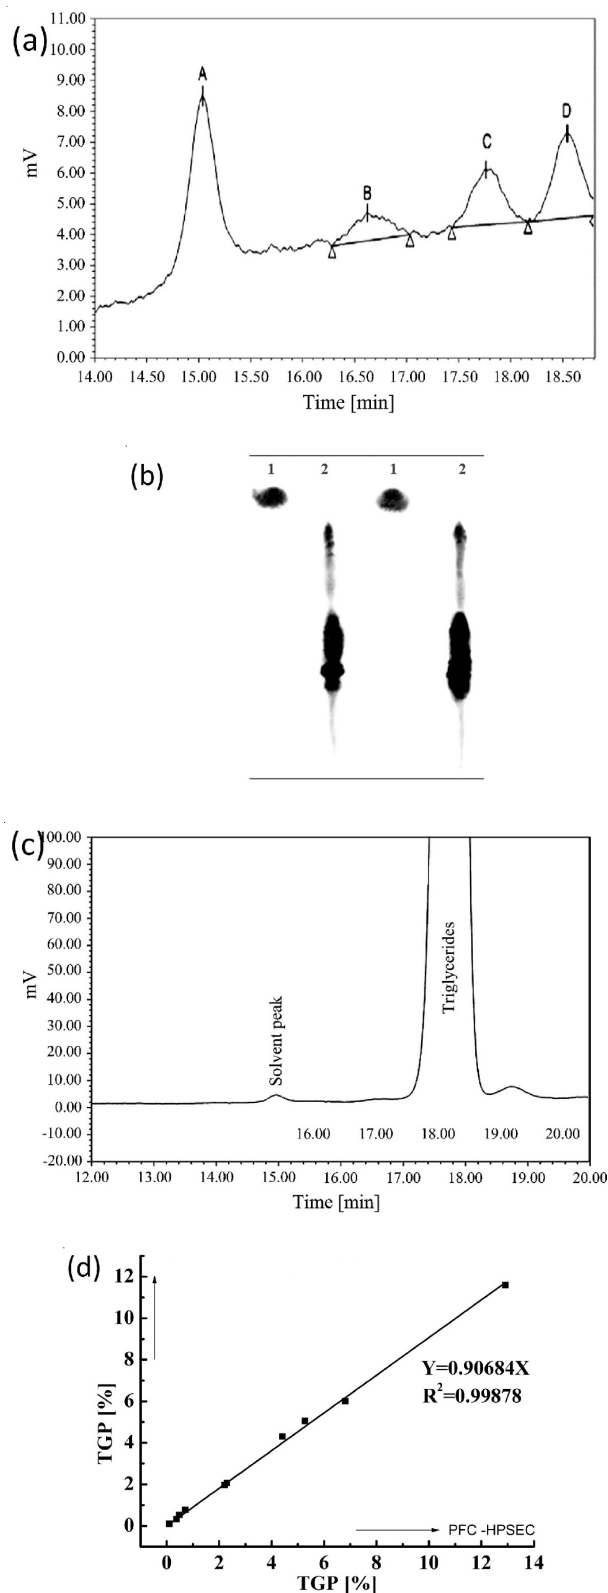 (a)
11.00
10.00
9.00
8.00
7.00
6.00
5.00
4.00
3.00
2.00
1.00
0.00
mV
A
B
C
D
14.00 14.50 15.00 15.50 16.00 16.50 17.00 17.50 18.00 18.50
Time [min]
(b)
1 2 1 2
(c)
100.00
90.00
80.00
70.00
60.00
50.00
40.00
30.00
20.00
10.00
0.00
-10.00
-20.00
mV
Solvent peak
Triglycerides
16.00 17.00 18.00 19.00 20.00
12.00 13.00 14.00 15.00 16.00 17.00 18.00 19.00 20.00
Time [min]
(d)
12
10
8
6
4
2
0
TGP [%]
Y=0.90684X
R²=0.99878
PFC -HPSEC
0 2 4 6 8 10 12 14
TGP [%]